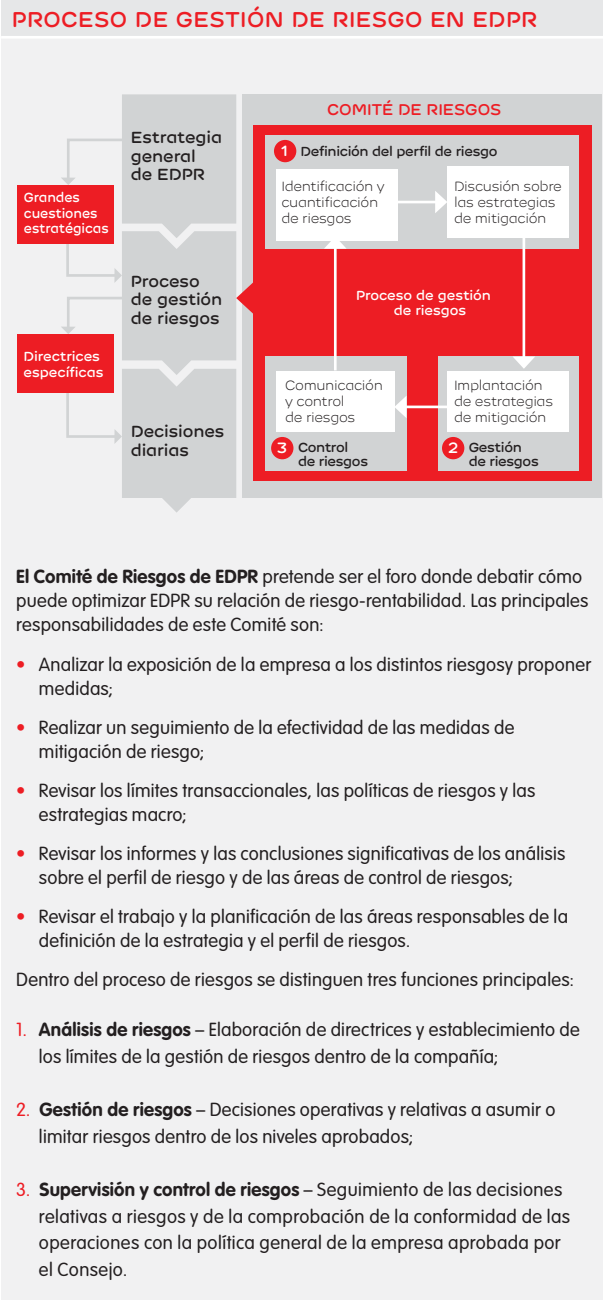 PROCESO DE GESTIÓN DE RIESGO EN EDPR
Estrategia
general
de EDPR
Grandes
cuestiones
estratégicas
Proceso
de gestión
de riesgos
Directrices
específicas
Decisiones
diarias
COMITÉ DE RIESGOS
1 Definición del perfil de riesgo
Identificación y
cuantificación
de riesgos
Discusión sobre
las estrategias
de mitigación
Proceso de gestión
de riesgos
Comunicación
y control
de riesgos
3 Control
de riesgos
Implantación
de estrategias
de mitigación
2 Gestión
de riesgos
El Comité de Riesgos de EDPR pretende ser el foro donde debatir cómo
puede optimizar EDPR su relación de riesgo-rentabilidad. Las principales
responsabilidades de este Comité son:
• Analizar la exposición de la empresa a los distintos riesgosy proponer
medidas;
• Realizar un seguimiento de la efectividad de las medidas de
mitigación de riesgo;
• Revisar los límites transaccionales, las políticas de riesgos y las
estrategias macro;
• Revisar los informes y las conclusiones significativas de los análisis
sobre el perfil de riesgo y de las áreas de control de riesgos;
• Revisar el trabajo y la planificación de las áreas responsables de la
definición de la estrategia y el perfil de riesgos.
Dentro del proceso de riesgos se distinguen tres funciones principales:
1. Análisis de riesgos – Elaboración de directrices y establecimiento de
los límites de la gestión de riesgos dentro de la compañía;
2. Gestión de riesgos – Decisiones operativas y relativas a asumir o
limitar riesgos dentro de los niveles aprobados;
3. Supervisión y control de riesgos – Seguimiento de las decisiones
relativas a riesgos y de la comprobación de la conformidad de las
operaciones con la política general de la empresa aprobada por
el Consejo.